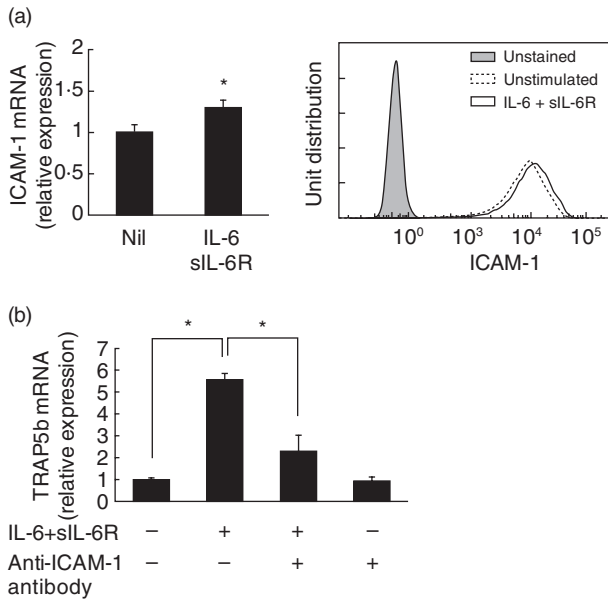 (a)
ICAM-1 mRNA
(relative expression)
2
1·5
1
0·5
0
*
Nil
IL-6
sIL-6R
Unit distribution
Unstained
Unstimulated
IL-6 + sIL-6R
10⁰ 10³ 10⁴ 10⁵
ICAM-1
(b)
TRAP5b mRNA
(relative expression)
7
6
5
4
3
2
1
0
* *
IL-6+sIL-6R – + + –
Anti-ICAM-1 – – + +
antibody